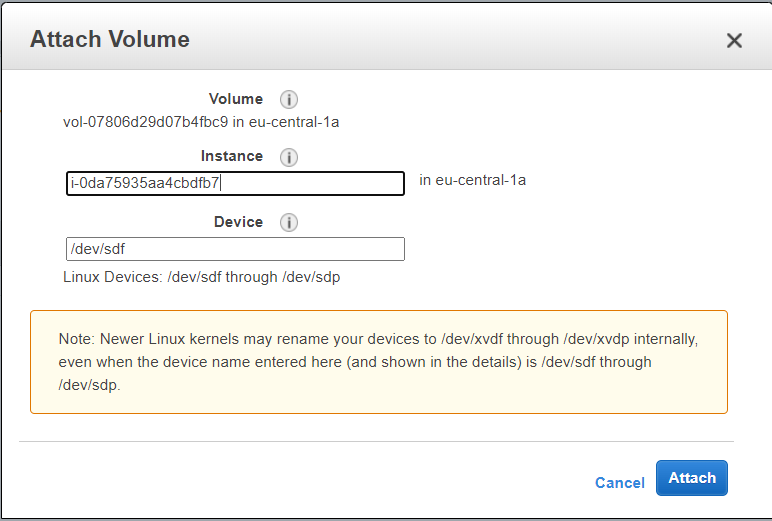 Attach Volume
Volume
vol-07806d29d07b4fbc9 in eu-central-1a
Instance
i-0da75935aa4cbdfb7 in eu-central-1a
Device
/dev/sdf
Linux Devices: /dev/sdf through /dev/sdp
Note: Newer Linux kernels may rename your devices to /dev/xvdf through /dev/xvdp internally,
even when the device name entered here (and shown in the details) is /dev/sdf through
/dev/sdp.
Cancel Attach